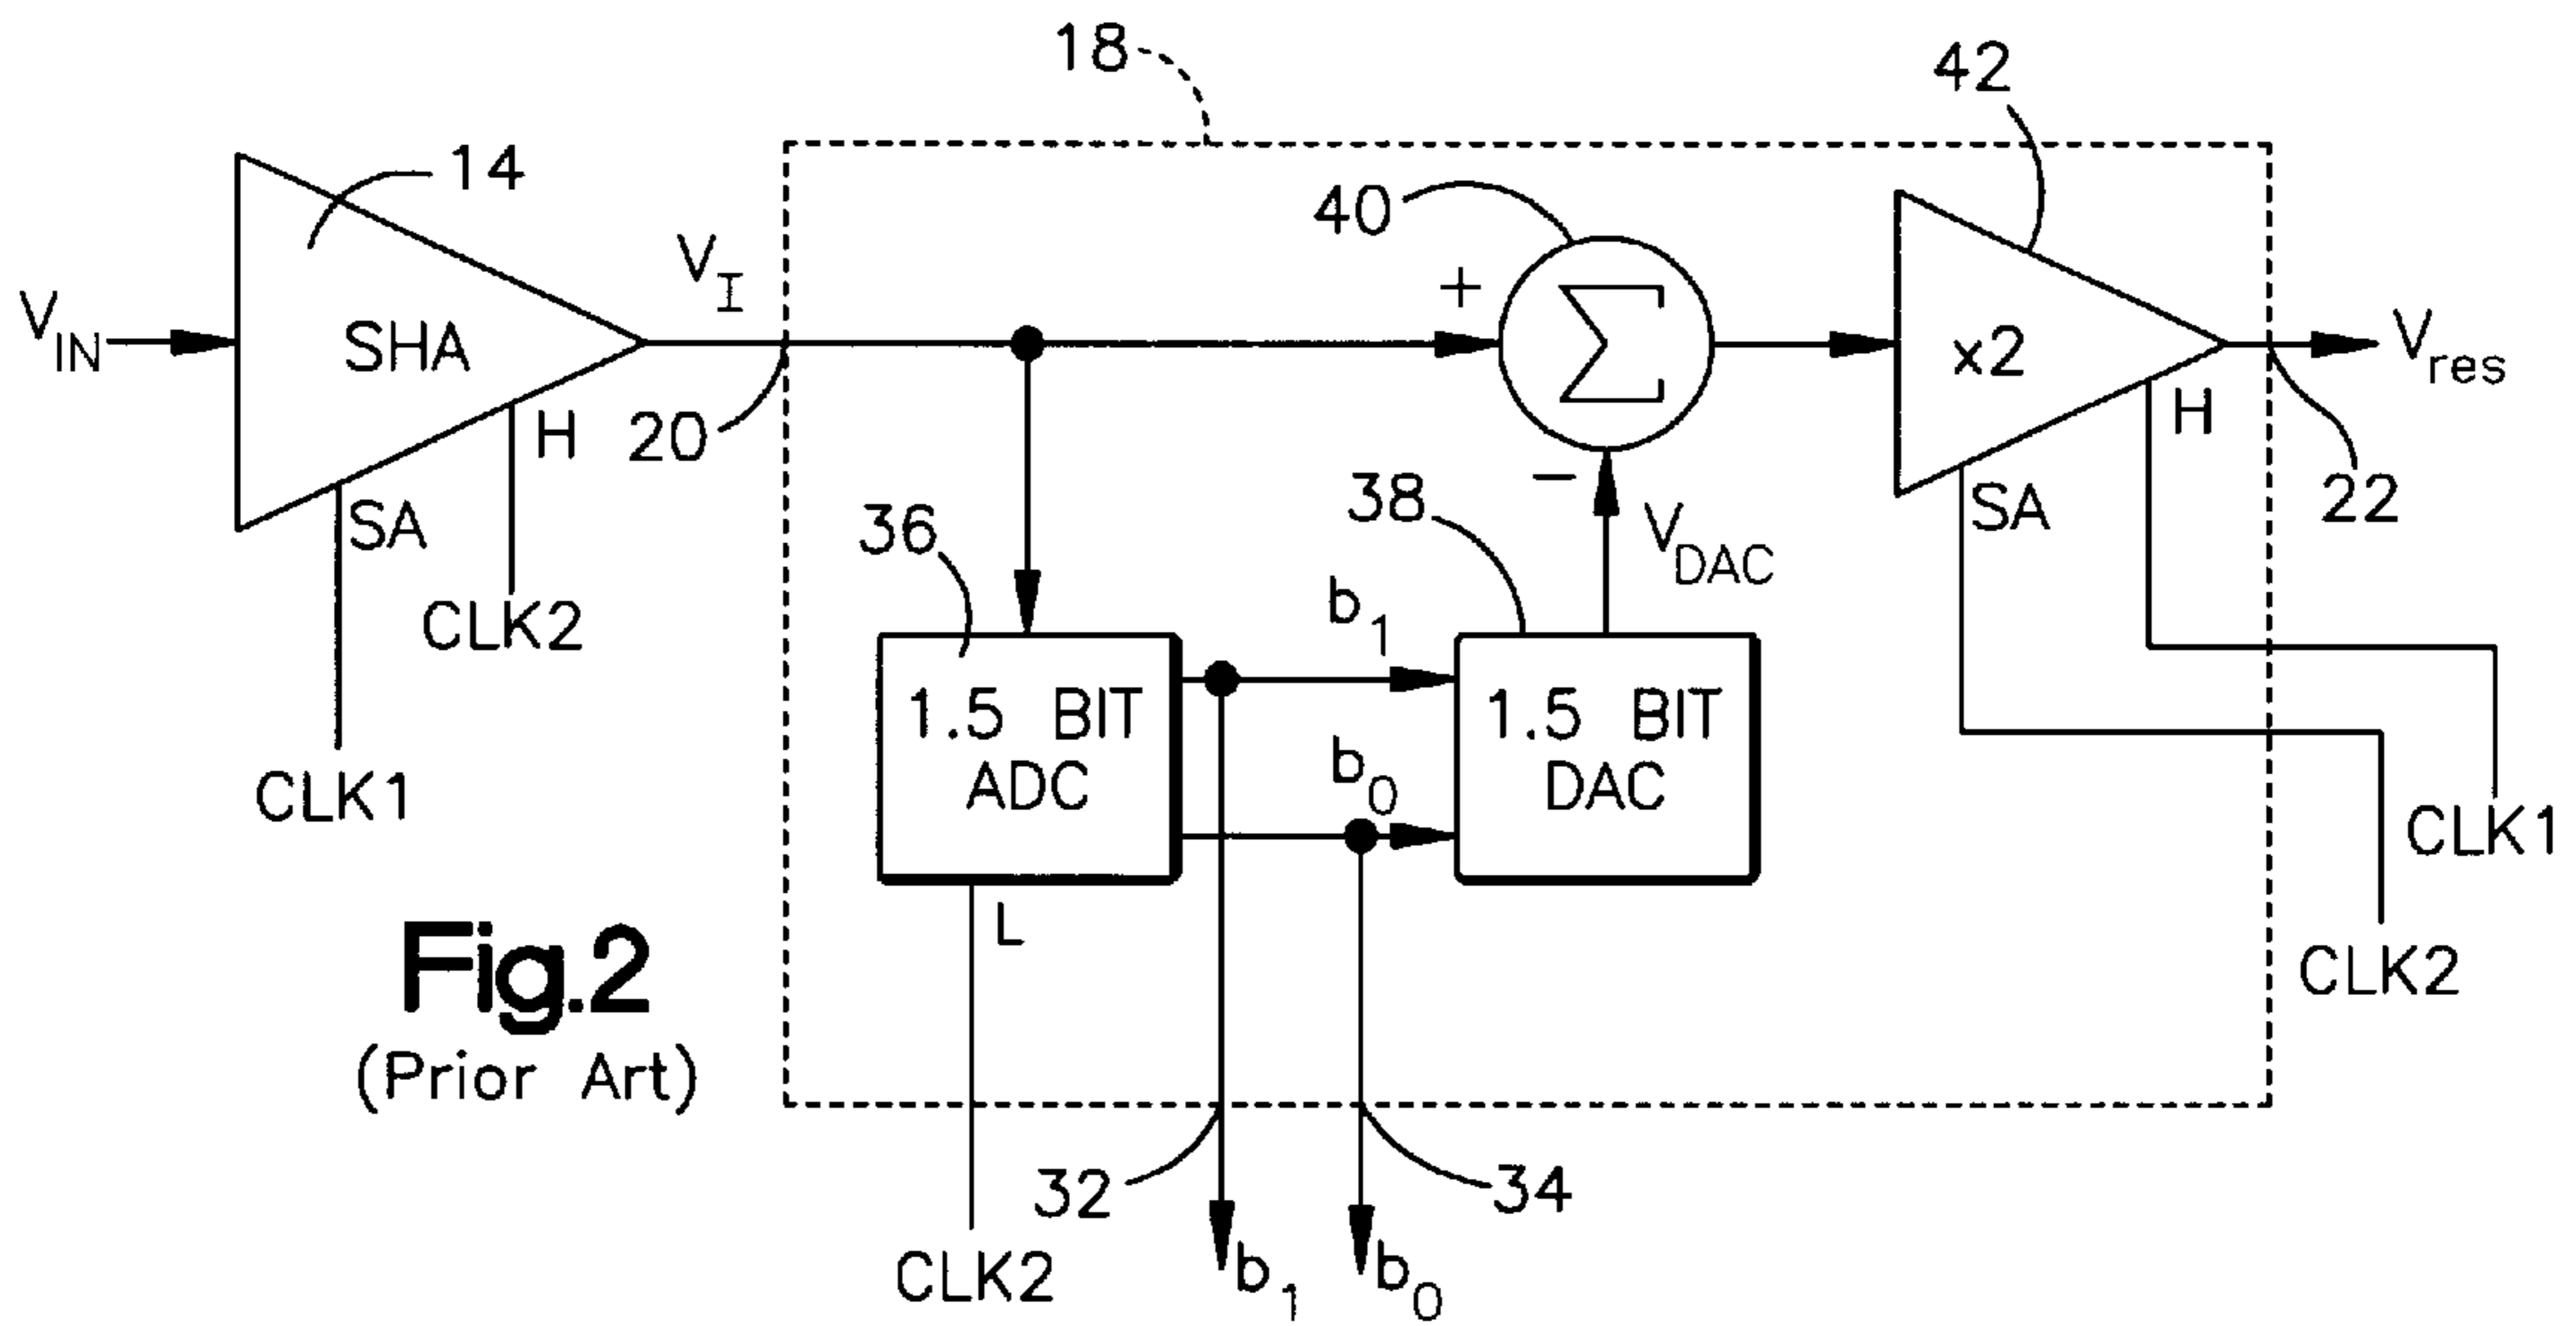 18
42
14
40
V_IN
SHA
V_I
+
Σ
x2
V_res
20
H
SA
CLK2
CLK1
−
V_DAC
H
SA
22
36
38
1.5 BIT
ADC
b_1
b_0
1.5 BIT
DAC
CLK1
CLK2
L
Fig.2
(Prior Art)
32
34
CLK2
b_1
b_0